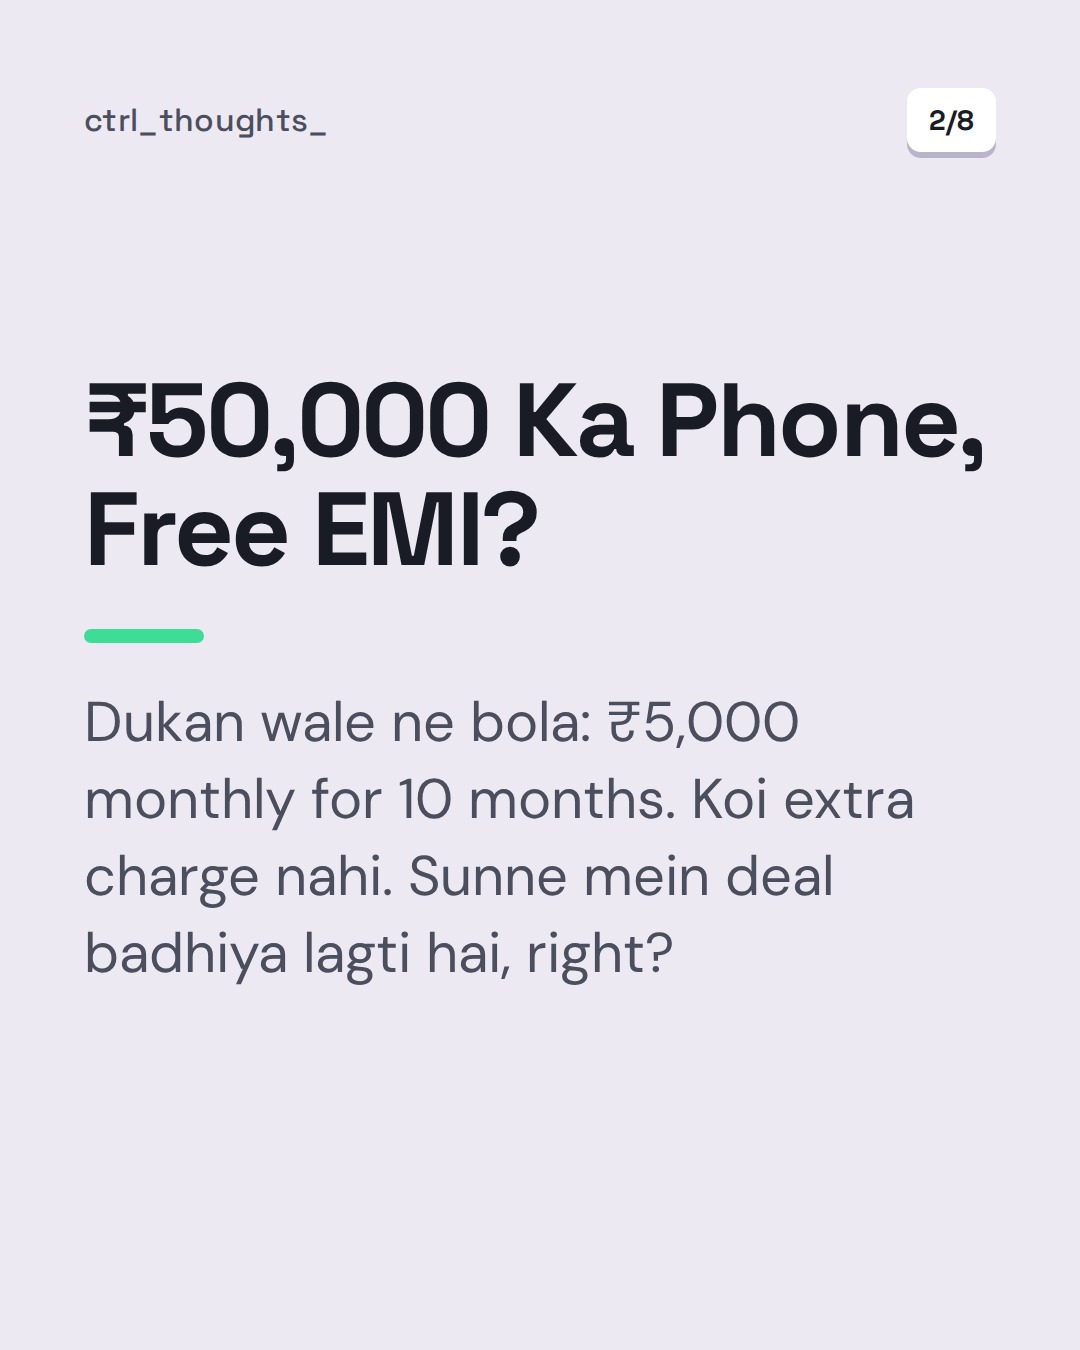 ctrl_thoughts_
2/8
₹50,000 Ka Phone,
Free EMI?
Dukan wale ne bola: ₹5,000
monthly for 10 months. Koi extra
charge nahi. Sunne mein deal
badhiya lagti hai, right?